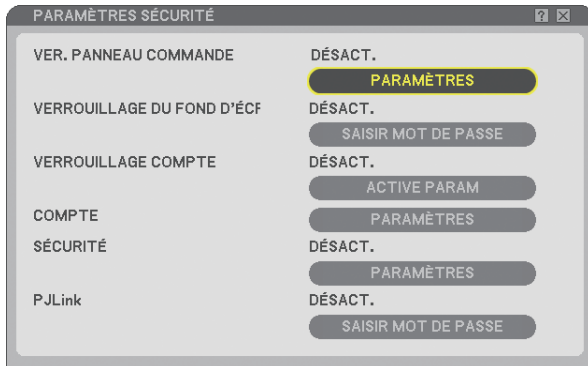 PARAMÈTRES SÉCURITÉ
VER. PANNEAU COMMANDE DÉSACT.
PARAMÈTRES
VERROUILLAGE DU FOND D'ÉCF DÉSACT.
SAISIR MOT DE PASSE
VERROUILLAGE COMPTE DÉSACT.
ACTIVE PARAM
COMPTE PARAMÈTRES
SÉCURITÉ DÉSACT.
PARAMÈTRES
PJLink DÉSACT.
SAISIR MOT DE PASSE